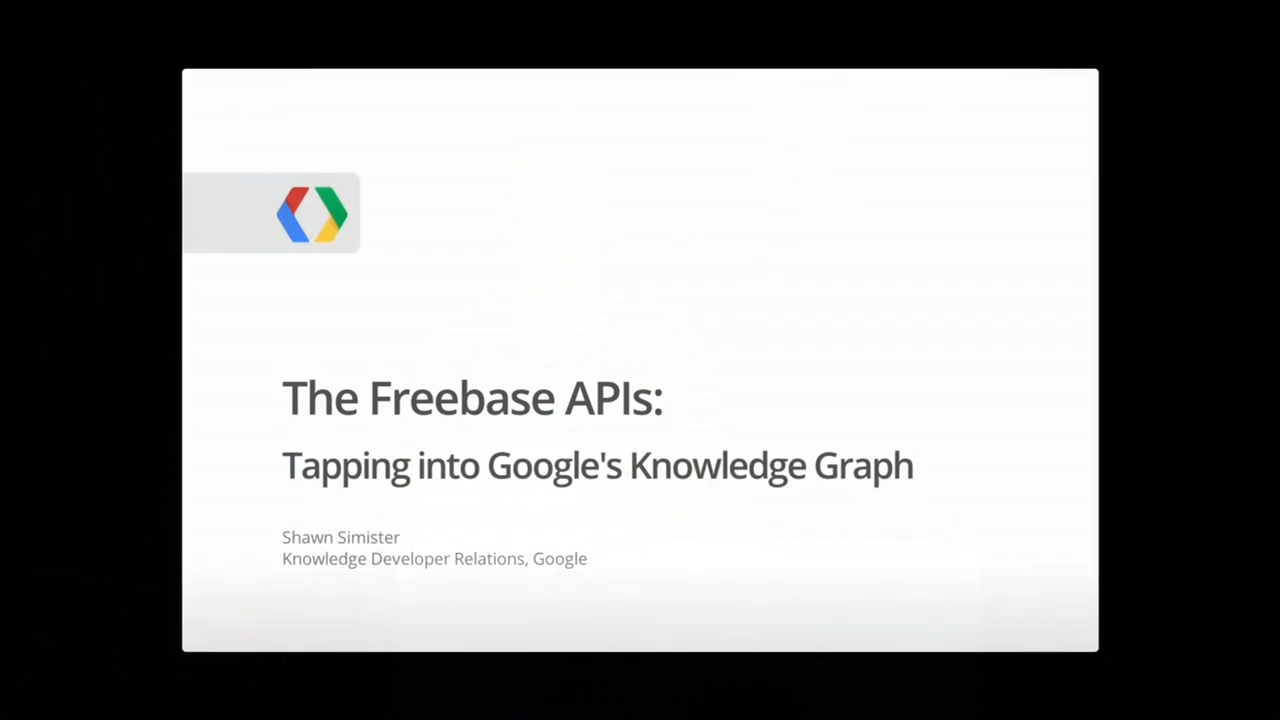 The Freebase APIs:
Tapping into Google's Knowledge Graph
Shawn Simister
Knowledge Developer Relations, Google